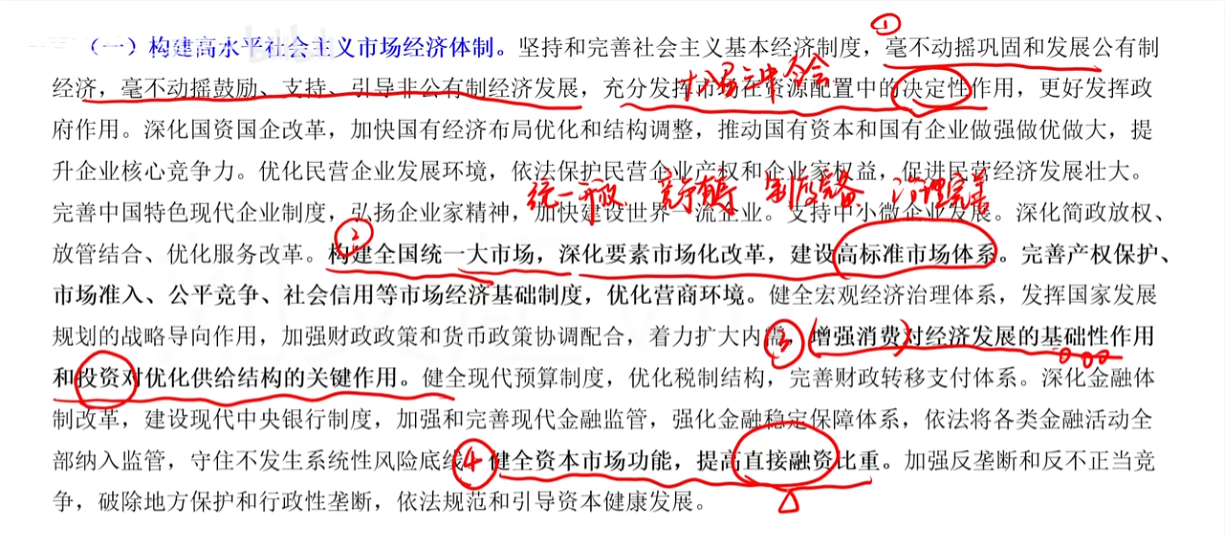 (一)构建高水平社会主义市场经济体制。坚持和完善社会主义基本经济制度，毫不动摇巩固和发展公有制
①
经济，毫不动摇鼓励、支持、引导非公有制经济发展，充分发挥市场在资源配置中的决定性作用，更好发挥政
十八届三中全会
府作用。深化国资国企改革，加快国有经济布局优化和结构调整，推动国有资本和国有企业做强做优做大，提
升企业核心竞争力。优化民营企业发展环境，依法保护民营企业产权和企业家权益，促进民营经济发展壮大。
统一开放 竞争有序 制度完备 治理完善
完善中国特色现代企业制度，弘扬企业家精神，加快建设世界一流企业。支持中小微企业发展。深化简政放权、
②
放管结合、优化服务改革。构建全国统一大市场，深化要素市场化改革，建设高标准市场体系。完善产权保护、
市场准入、公平竞争、社会信用等市场经济基础制度，优化营商环境。健全宏观经济治理体系，发挥国家发展
规划的战略导向作用，加强财政政策和货币政策协调配合，着力扩大内需，增强消费对经济发展的基础性作用
③
和投资对优化供给结构的关键作用。健全现代预算制度，优化税制结构，完善财政转移支付体系。深化金融体
制改革，建设现代中央银行制度，加强和完善现代金融监管，强化金融稳定保障体系，依法将各类金融活动全
部纳入监管，守住不发生系统性风险底线。健全资本市场功能，提高直接融资比重。加强反垄断和反不正当竞
④
争，破除地方保护和行政性垄断，依法规范和引导资本健康发展。